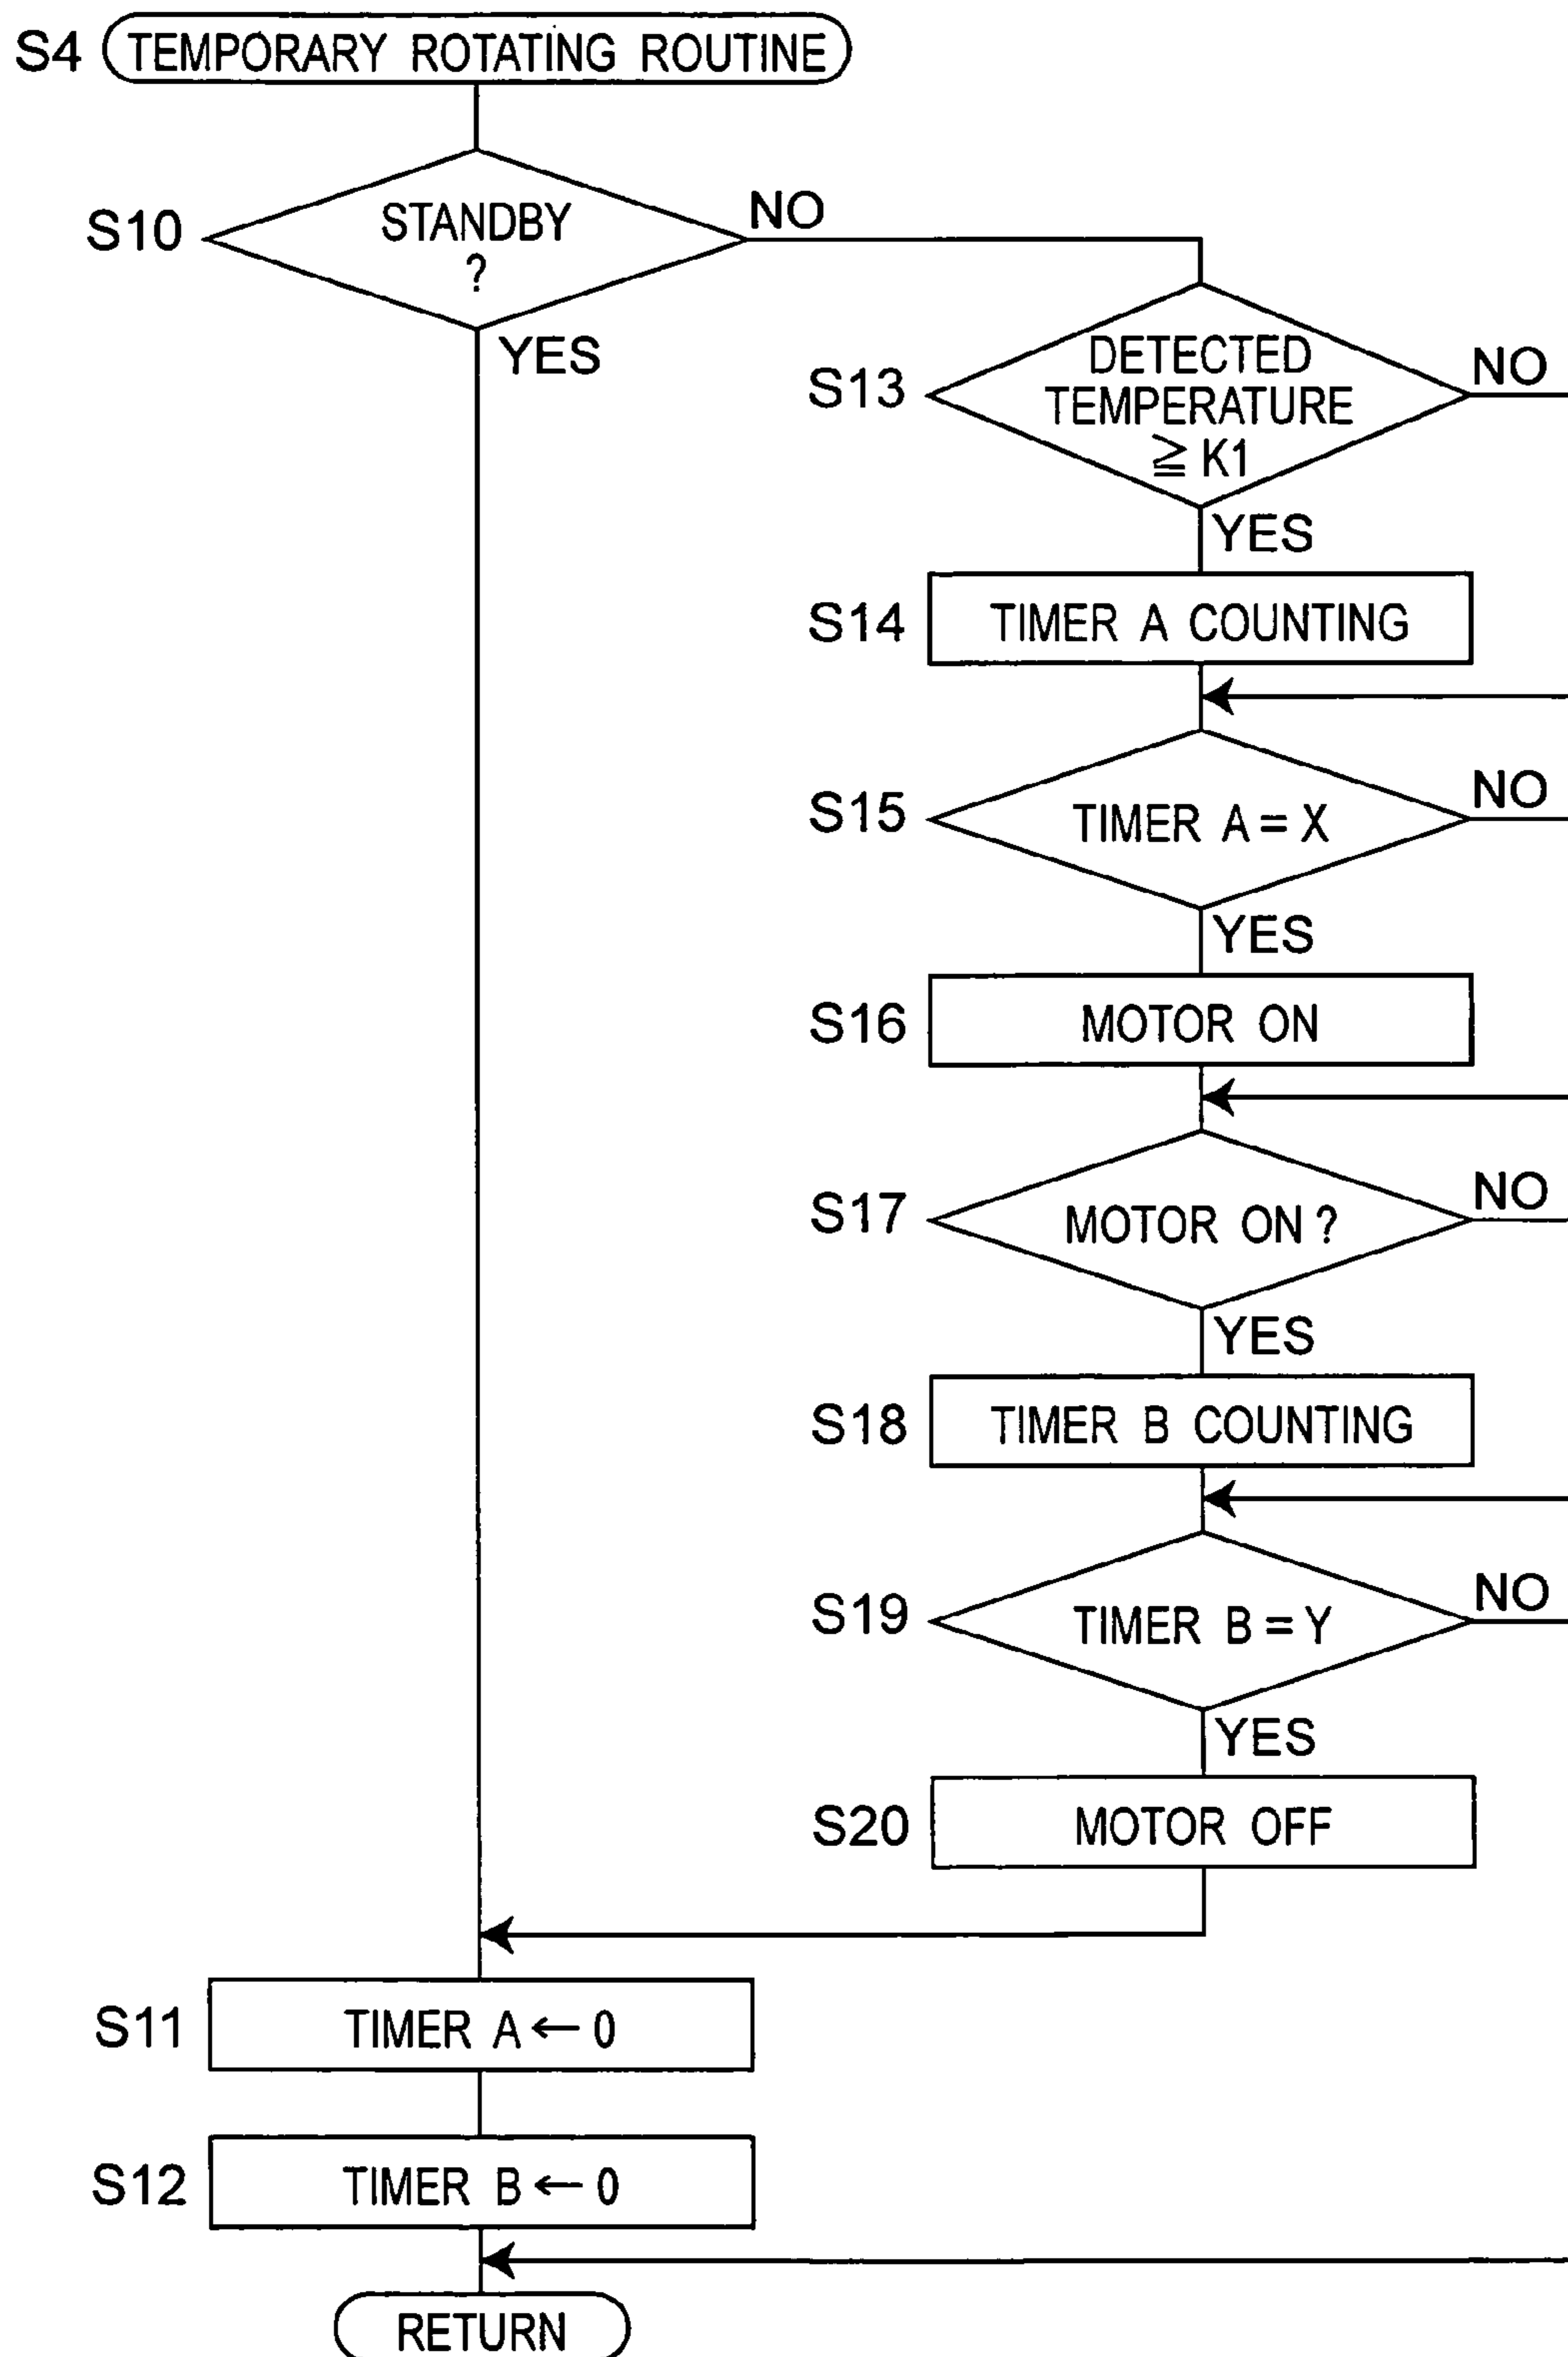 S4 TEMPORARY ROTATING ROUTINE
S10 STANDBY
?
NO
YES
S13 DETECTED
TEMPERATURE
≧ K1
NO
YES
S14 TIMER A COUNTING
S15 TIMER A = X
NO
YES
S16 MOTOR ON
S17 MOTOR ON ?
NO
YES
S18 TIMER B COUNTING
S19 TIMER B = Y
NO
YES
S20 MOTOR OFF
S11 TIMER A ← 0
S12 TIMER B ← 0
RETURN